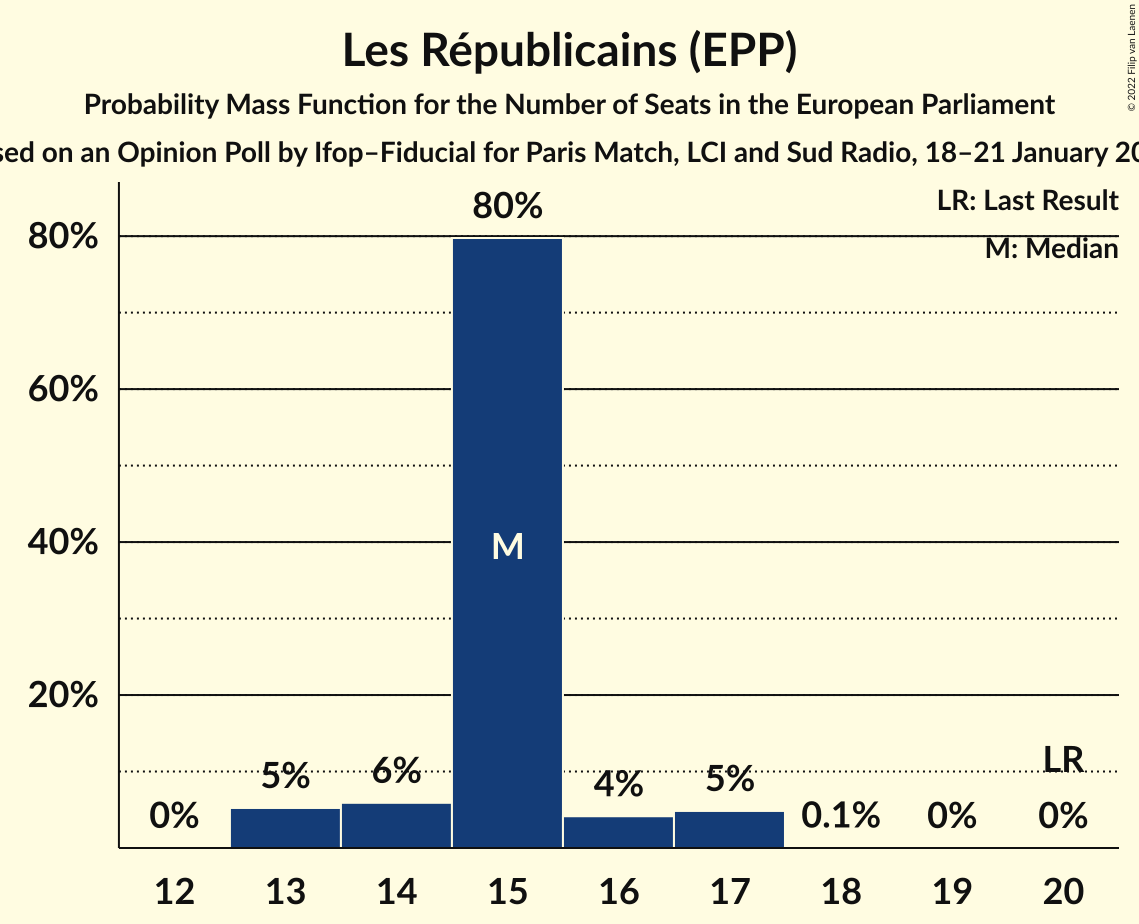 Les Républicains (EPP)
Probability Mass Function for the Number of Seats in the European Parliament
on an Opinion Poll by Ifop–Fiducial for Paris Match, LCI and Sud Radio, 18–21 January
© 2022 Filip van Laenen
LR: Last Result
M: Median
80%
80%
60%
40%
20%
M
LR
0%
5%
6%
4%
5%
0.1%
0%
0%
12 13 14 15 16 17 18 19 20